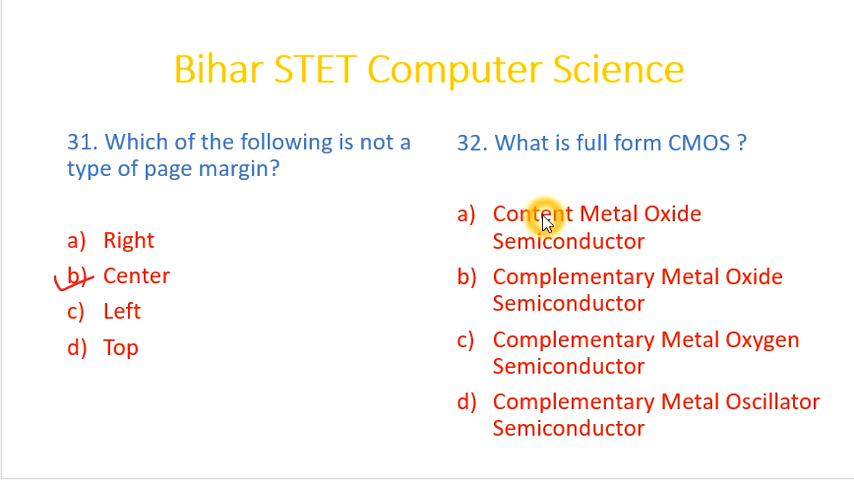 Bihar STET Computer Science
31. Which of the following is not a
type of page margin?
a) Right
b) Center
c) Left
d) Top
32. What is full form CMOS ?
a) Content Metal Oxide
Semiconductor
b) Complementary Metal Oxide
Semiconductor
c) Complementary Metal Oxygen
Semiconductor
d) Complementary Metal Oscillator
Semiconductor